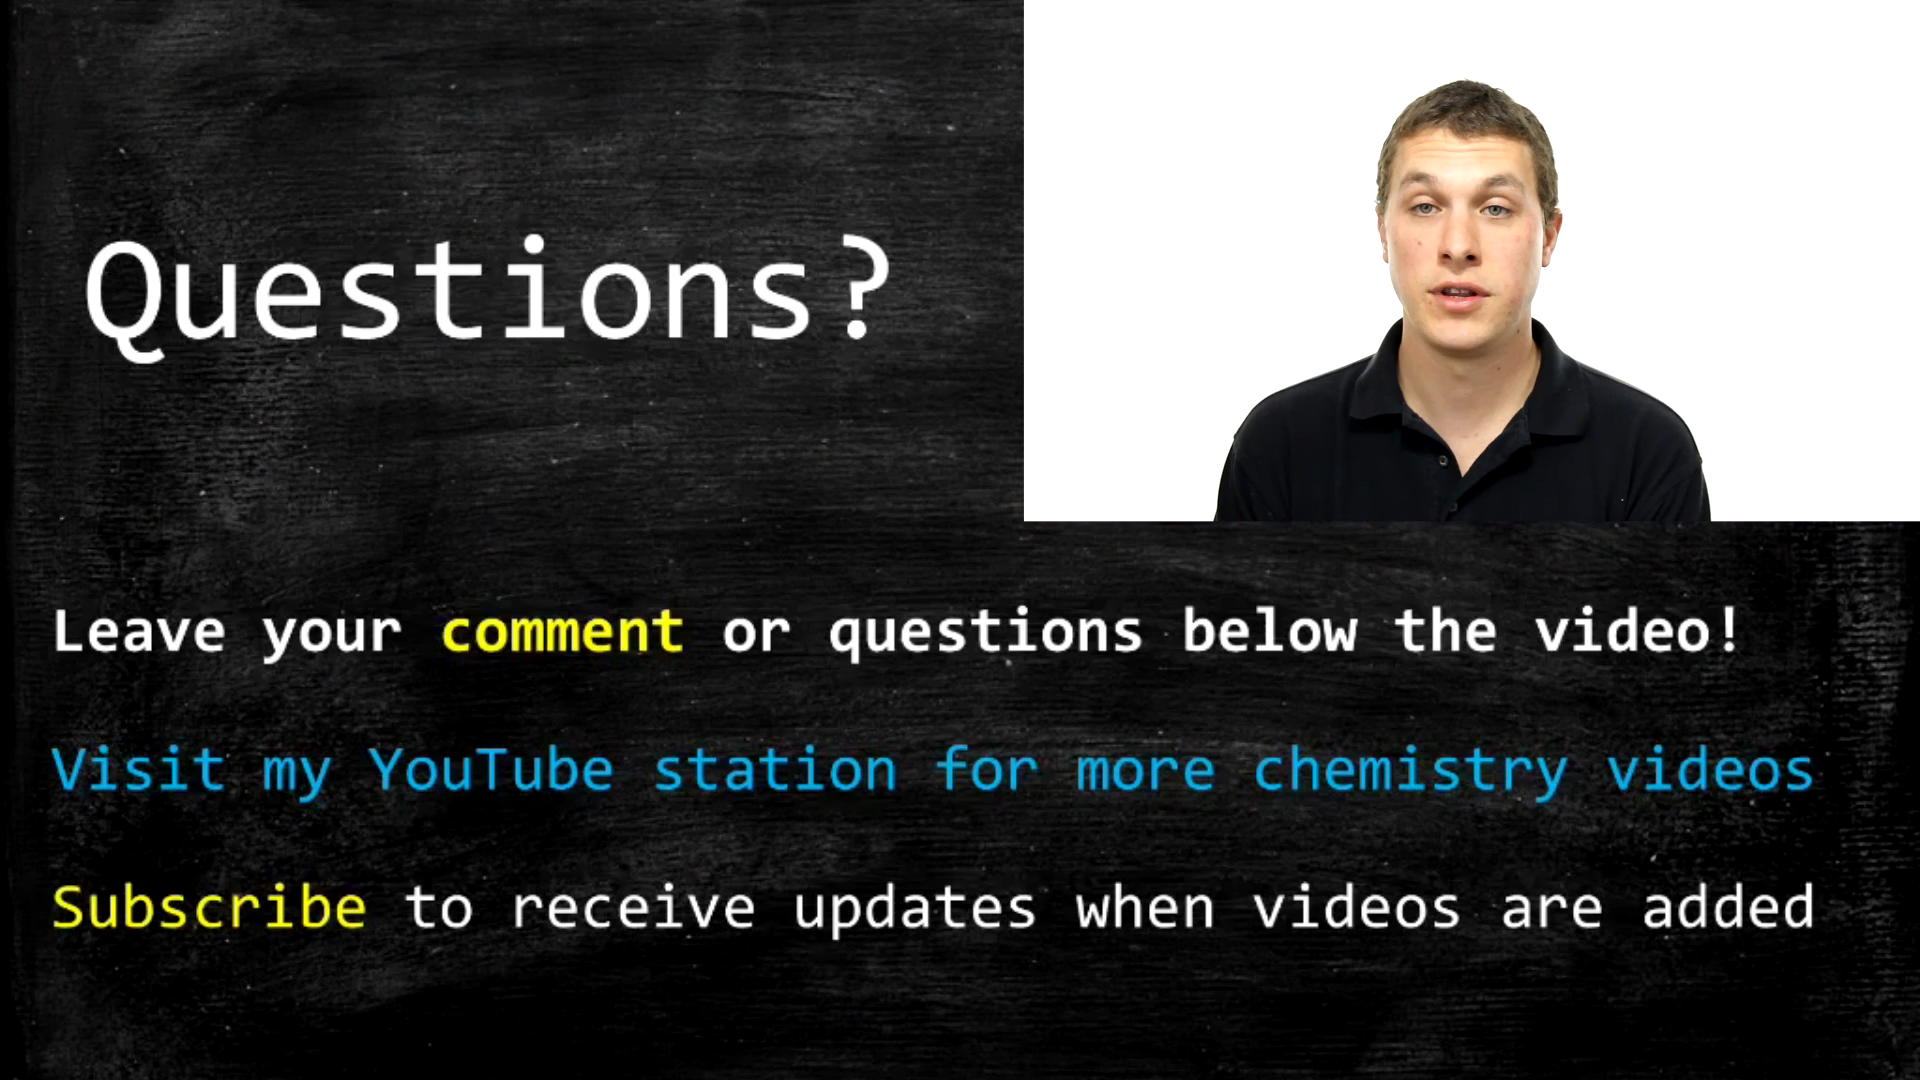 Questions?
Leave your comment or questions below the video!
Visit my YouTube station for more chemistry videos
Subscribe to receive updates when videos are added